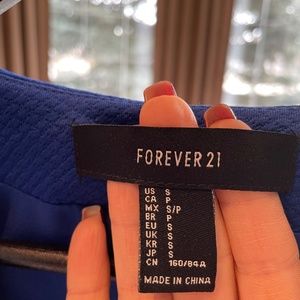 FOREVER 21
US S
CA P
MX S/P
BR P
EU S
UK S
KR S
JP S
CN 160/84A
MADE IN CHINA